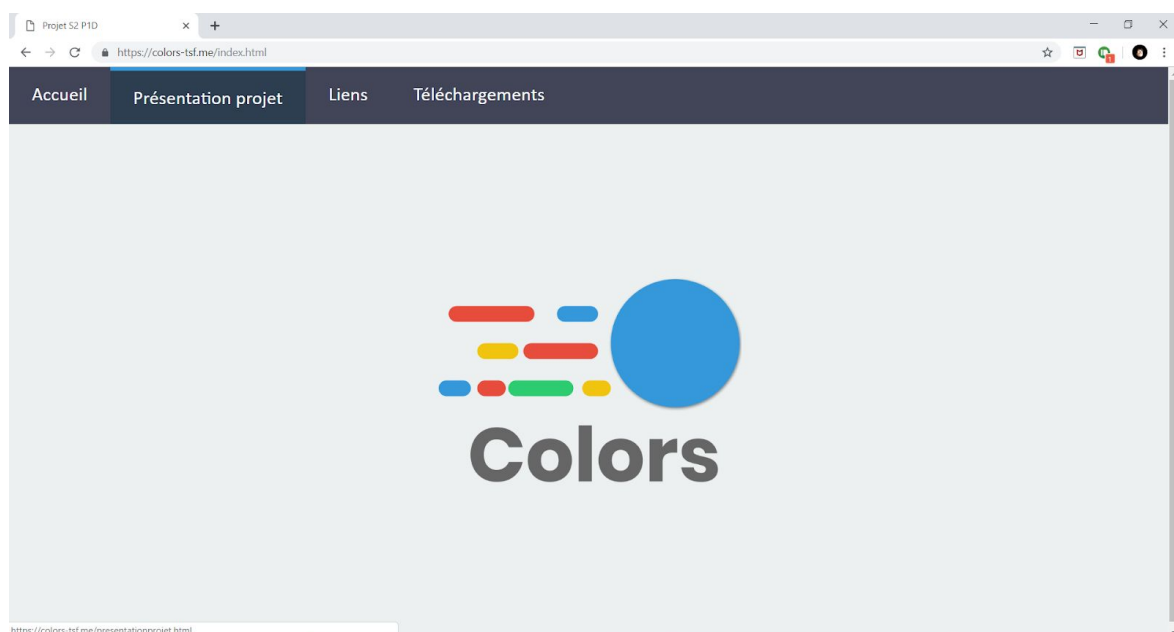 Projet S2 P1D
https://colors-tsf.me/index.html
1
Accueil Présentation projet Liens Téléchargements
Colors
https://colors-tsf.me/presentationprojet.html